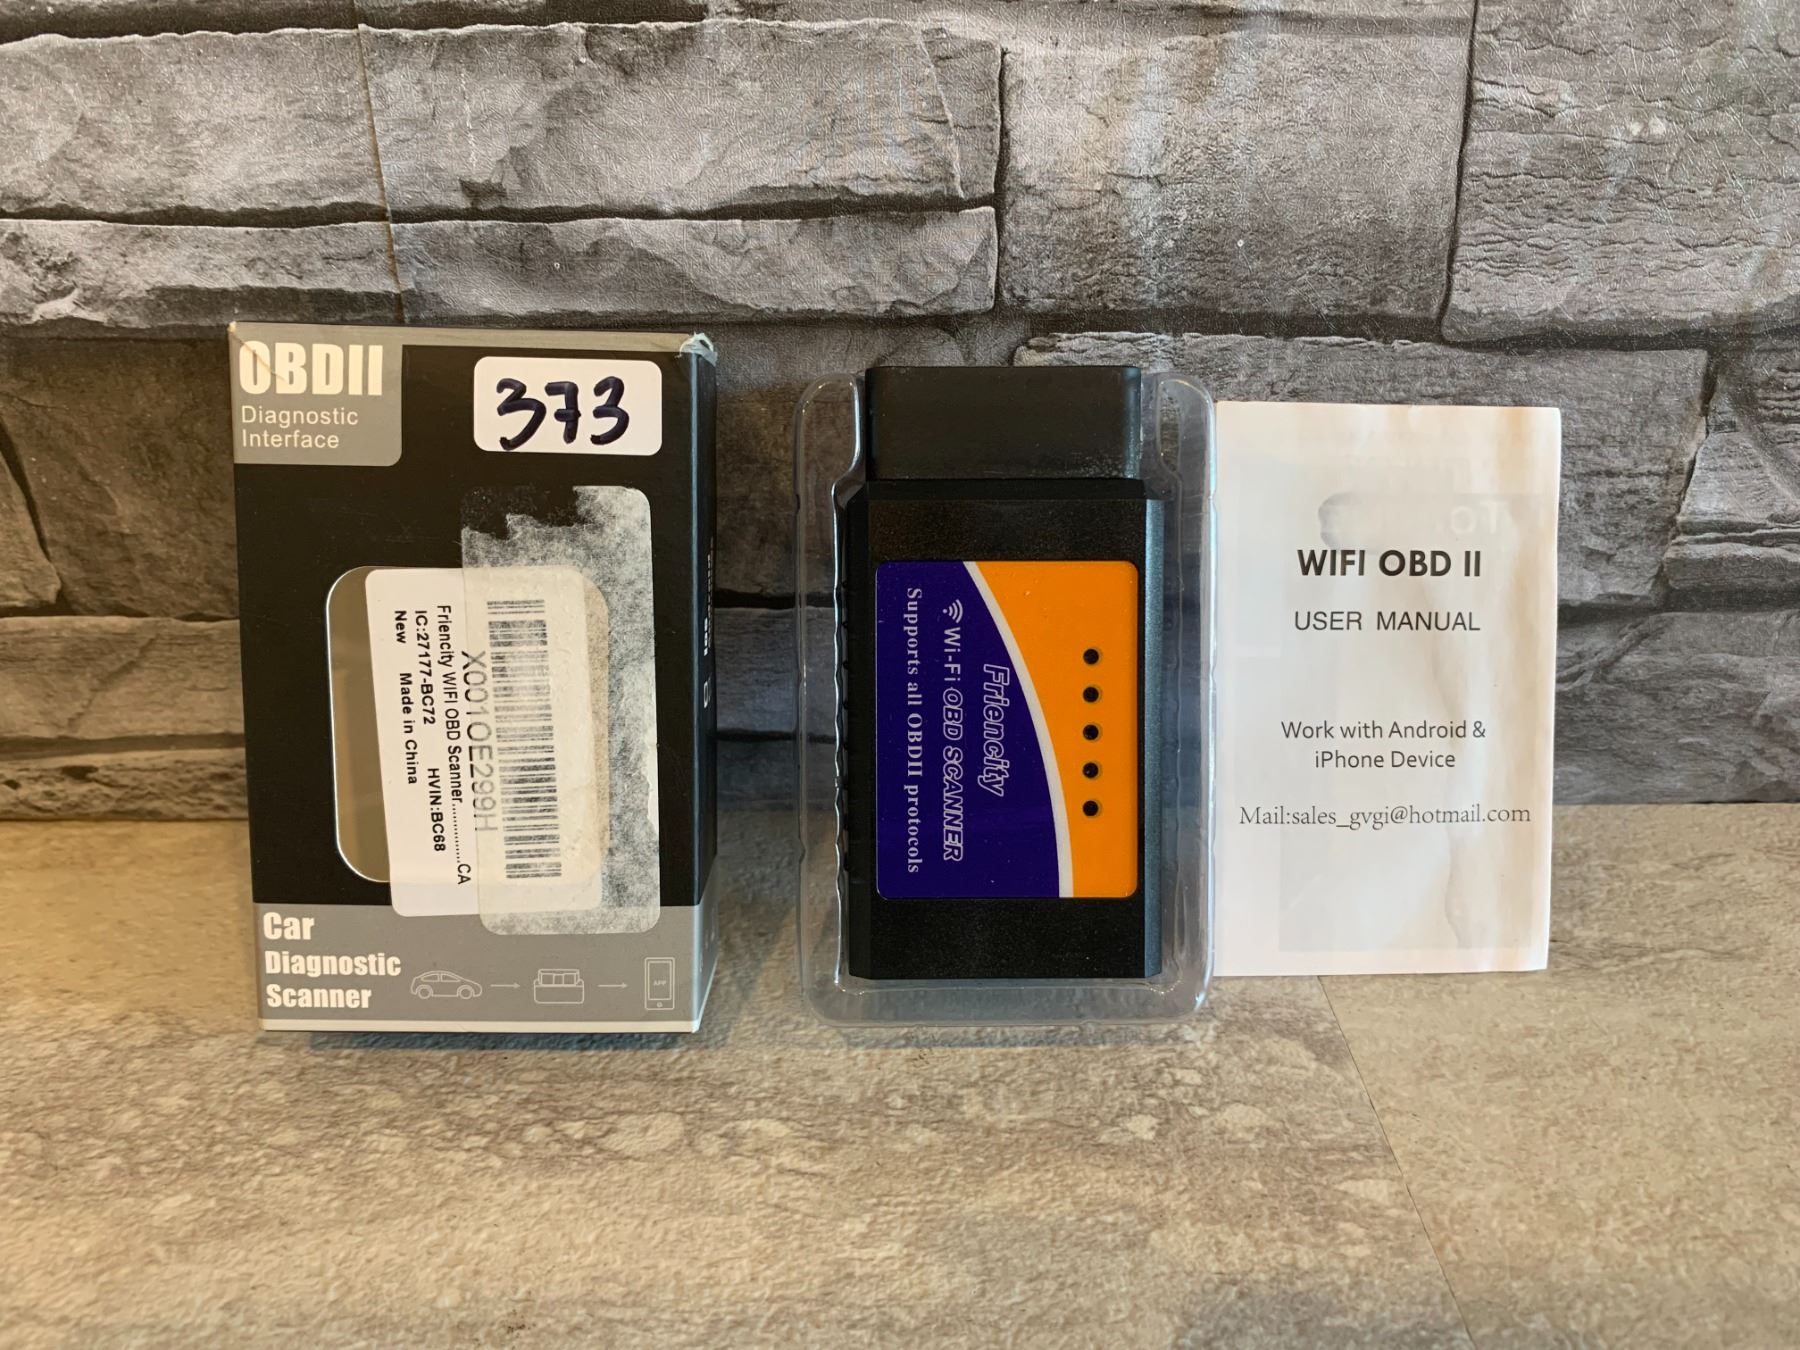 OBDII
Diagnostic
Interface
373
X001OE299H
Friencity WIFI OBD Scanner..............CA
IC:27177-BC72 HVIN:BC68
New Made in China
Car
Diagnostic
Scanner
APP
Friencity
Wi-Fi OBD SCANNER
Supports all OBDII protocols
WIFI OBD II
USER MANUAL
Work with Android &
iPhone Device
Mail:sales_gvgi@hotmail.com